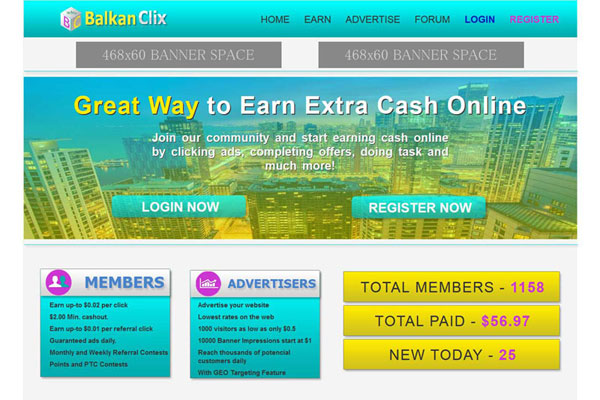 BalkanClix
HOME EARN ADVERTISE FORUM LOGIN REGISTER
468x60 BANNER SPACE 468x60 BANNER SPACE
Great Way to Earn Extra Cash Online
Join our community and start earning cash online
by clicking ads, completing offers, doing task and
much more!
LOGIN NOW REGISTER NOW
MEMBERS
Earn up-to $0.02 per click
$2.00 Min. cashout.
Earn up-to $0.01 per referral click
Guaranteed ads daily.
Monthly and Weekly Referral Contests
Points and PTC Contests
ADVERTISERS
Advertise your website
Lowest rates on the web
1000 visitors as low as only $0.5
10000 Banner Impressions start at $1
Reach thousands of potencial
customers daily
With GEO Targeting Feature
TOTAL MEMBERS - 1158
TOTAL PAID - $56.97
NEW TODAY - 25